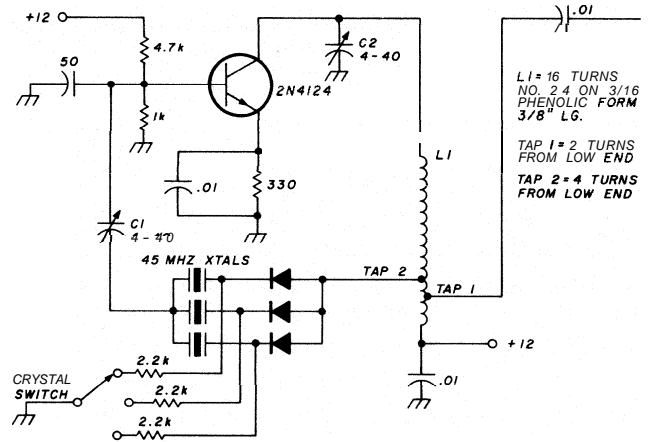 +12
4.7k
50
1k
2N4124
C2
4-40
.01
L1= 16 TURNS
NO. 24 ON 3/16
PHENOLIC FORM
3/8" LG.
TAP 1= 2 TURNS
FROM LOW END
TAP 2= 4 TURNS
FROM LOW END
L1
.01
330
C1
4-40
45 MHZ XTALS
TAP 2
TAP 1
+12
.01
CRYSTAL
SWITCH
2.2k
2.2k
2.2k